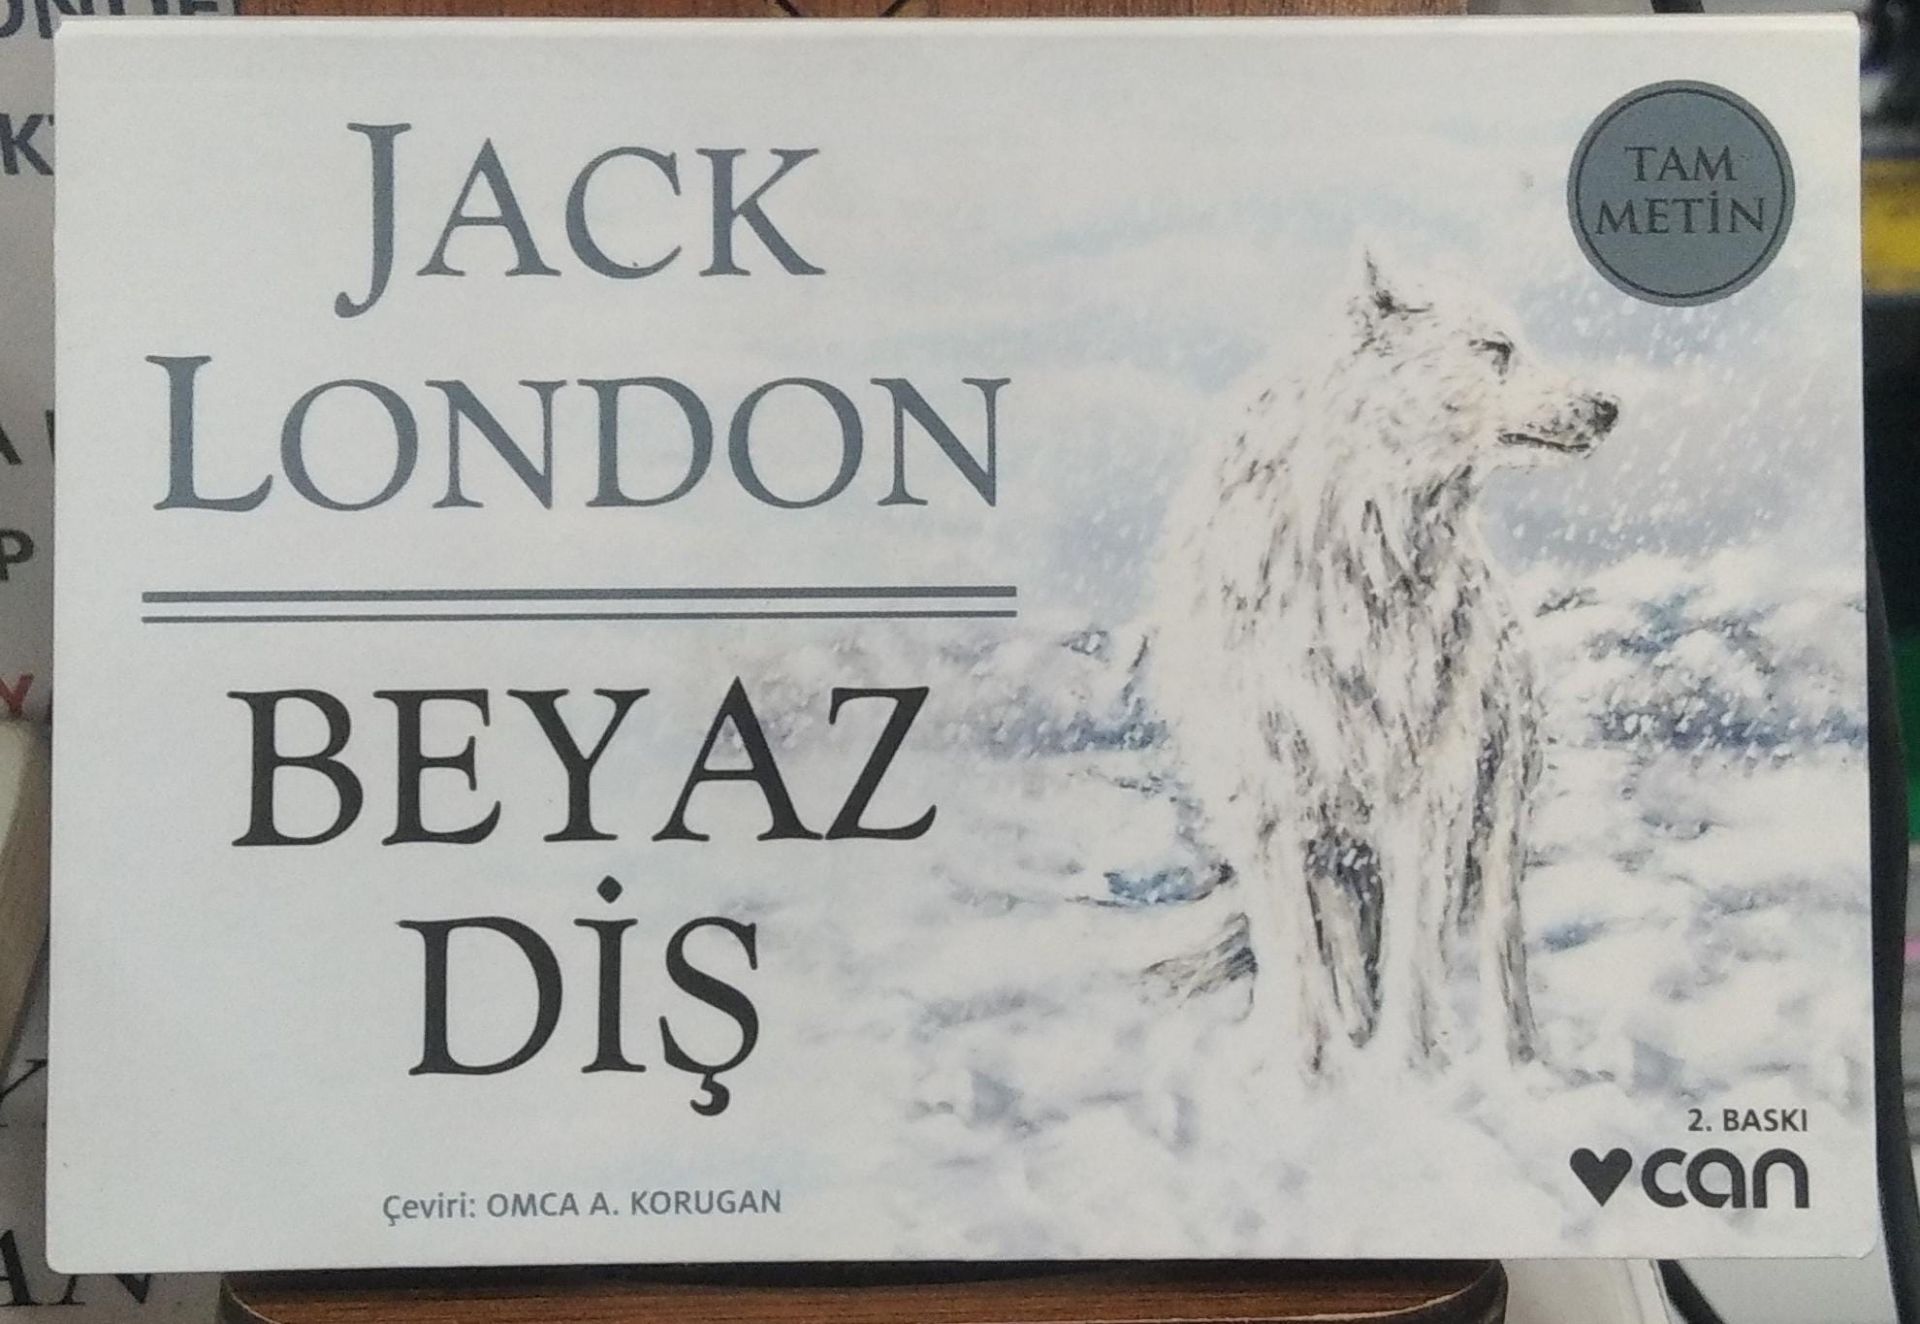 JACK
LONDON
BEYAZ
DİŞ
Çeviri: OMCA A. KORUGAN
TAM
METİN
2. BASKI
can